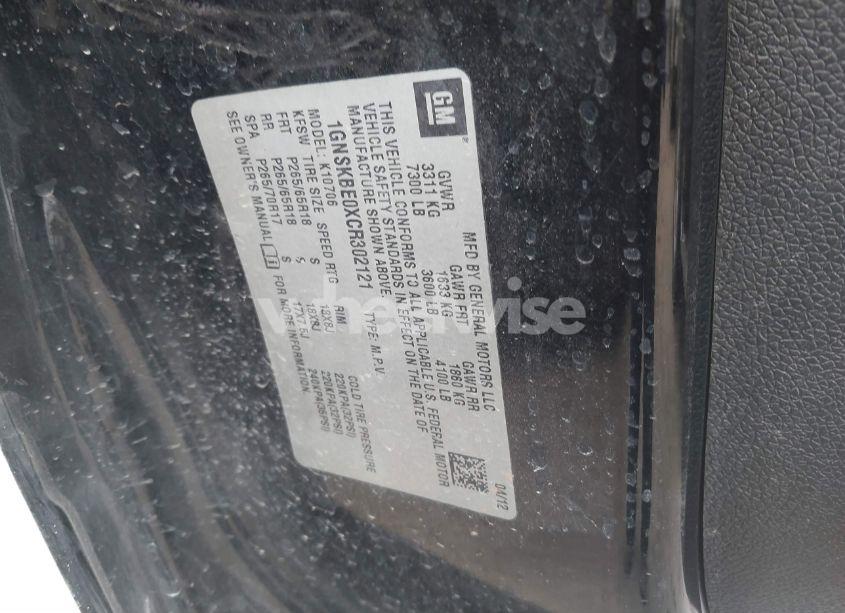 GM
MFD BY GENERAL MOTORS LLC 04/12
GVWR GAWR FRT GAWR RR
3311 KG 1633 KG 1860 KG
7300 LB 3600 LB 4100 LB
THIS VEHICLE CONFORMS TO ALL APPLICABLE U.S. FEDERAL MOTOR
VEHICLE SAFETY STANDARDS IN EFFECT ON THE DATE OF
MANUFACTURE SHOWN ABOVE.
1GNSKBE0XCR302121 TYPE: M.P.V.
MODEL: K10706
KFSW TIRE SIZE SPEED RTG RIM COLD TIRE PRESSURE
FRT P265/65R18 S 18X8J 220KPA(32PSI)
RR P265/65R18 S 18X8J 220KPA(32PSI)
SPA P265/70R17 S 17X7.5J 240KPA(35PSI)
SEE OWNER'S MANUAL FOR MORE INFORMATION.
wheelwise